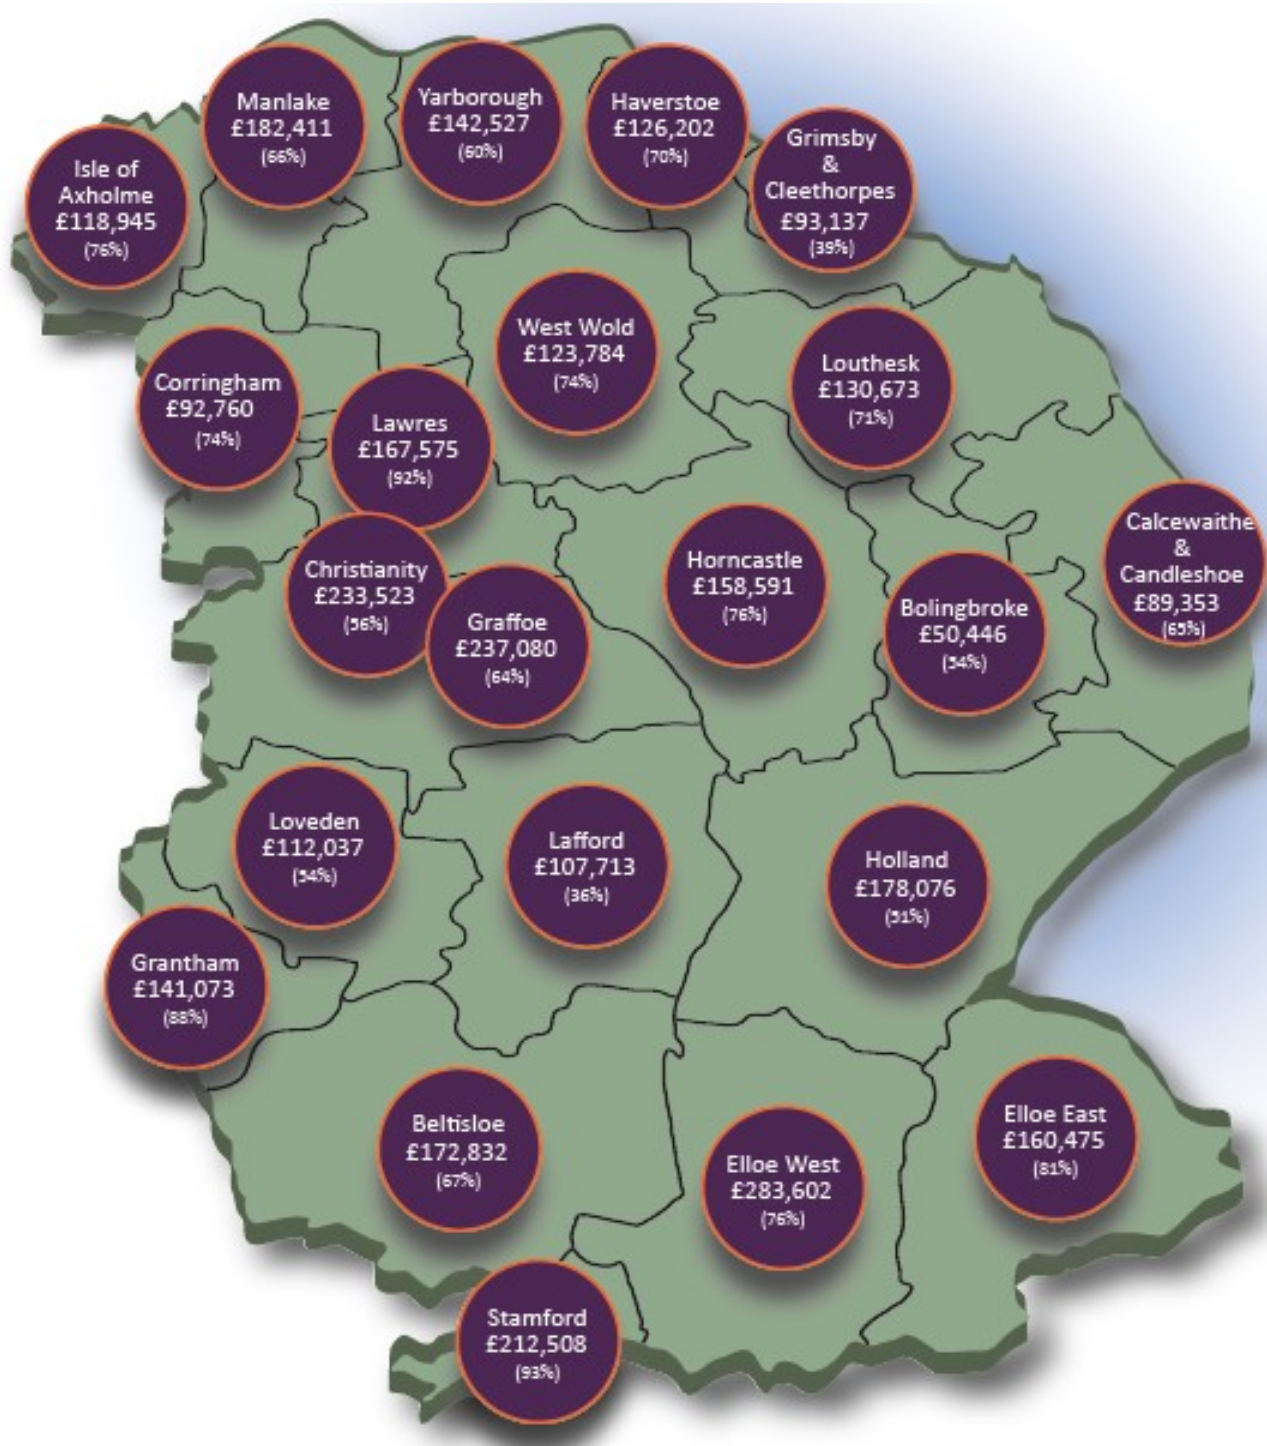 Manlake
£182,411
(66%)
Yarborough
£142,527
(60%)
Haverstoe
£126,202
(70%)
Grimsby
&
Cleethorpes
£93,137
(39%)
Isle of
Axholme
£118,945
(76%)
West Wold
£123,784
(74%)
Louthesk
£130,673
(71%)
Corringham
£92,760
(74%)
Lawres
£167,575
(92%)
Calcewaithe
&
Candleshoe
£89,353
(65%)
Christianity
£233,523
(56%)
Graffoe
£237,080
(64%)
Horncastle
£158,591
(76%)
Bolingbroke
£50,446
(54%)
Loveden
£112,037
(54%)
Lafford
£107,713
(36%)
Holland
£178,076
(51%)
Grantham
£141,073
(88%)
Beltisloe
£172,832
(67%)
Elloe West
£283,602
(76%)
Elloe East
£160,475
(81%)
Stamford
£212,508
(93%)